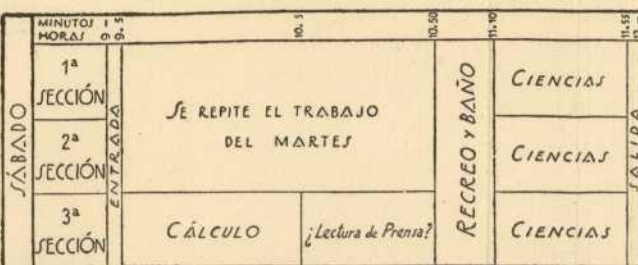 MINUTOS
HORAS
9
9.5
10.5
10.50
11.10
11.55
SÁBADO
1ª
SECCIÓN
2ª
SECCIÓN
3ª
SECCIÓN
ENTRADA
SE REPITE EL TRABAJO
DEL MARTES
CÁLCULO
¿Lectura de Prensa?
RECREO Y BAÑO
CIENCIAS
CIENCIAS
CIENCIAS
SALIDA